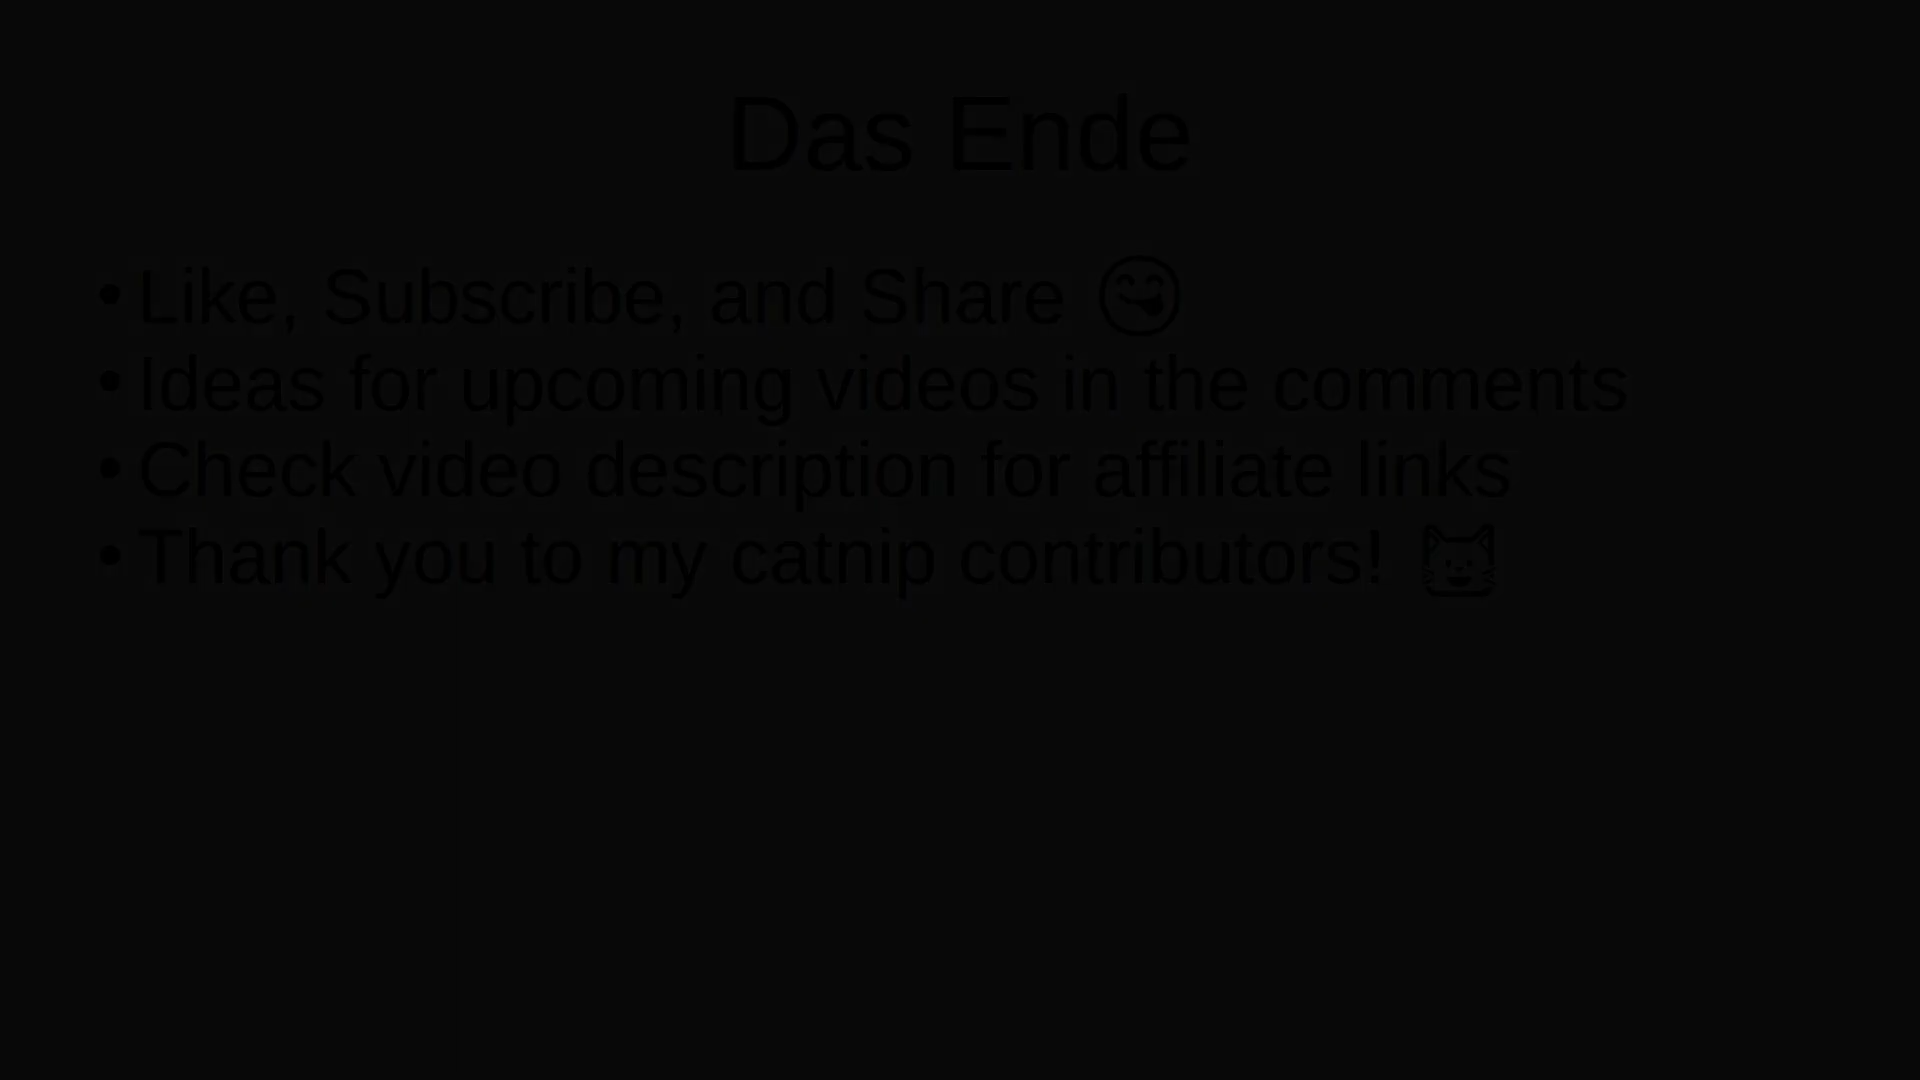 Das Ende
• Like, Subscribe, and Share 😋
• Ideas for upcoming videos in the comments
• Check video description for affiliate links
• Thank you to my catnip contributors! 😺